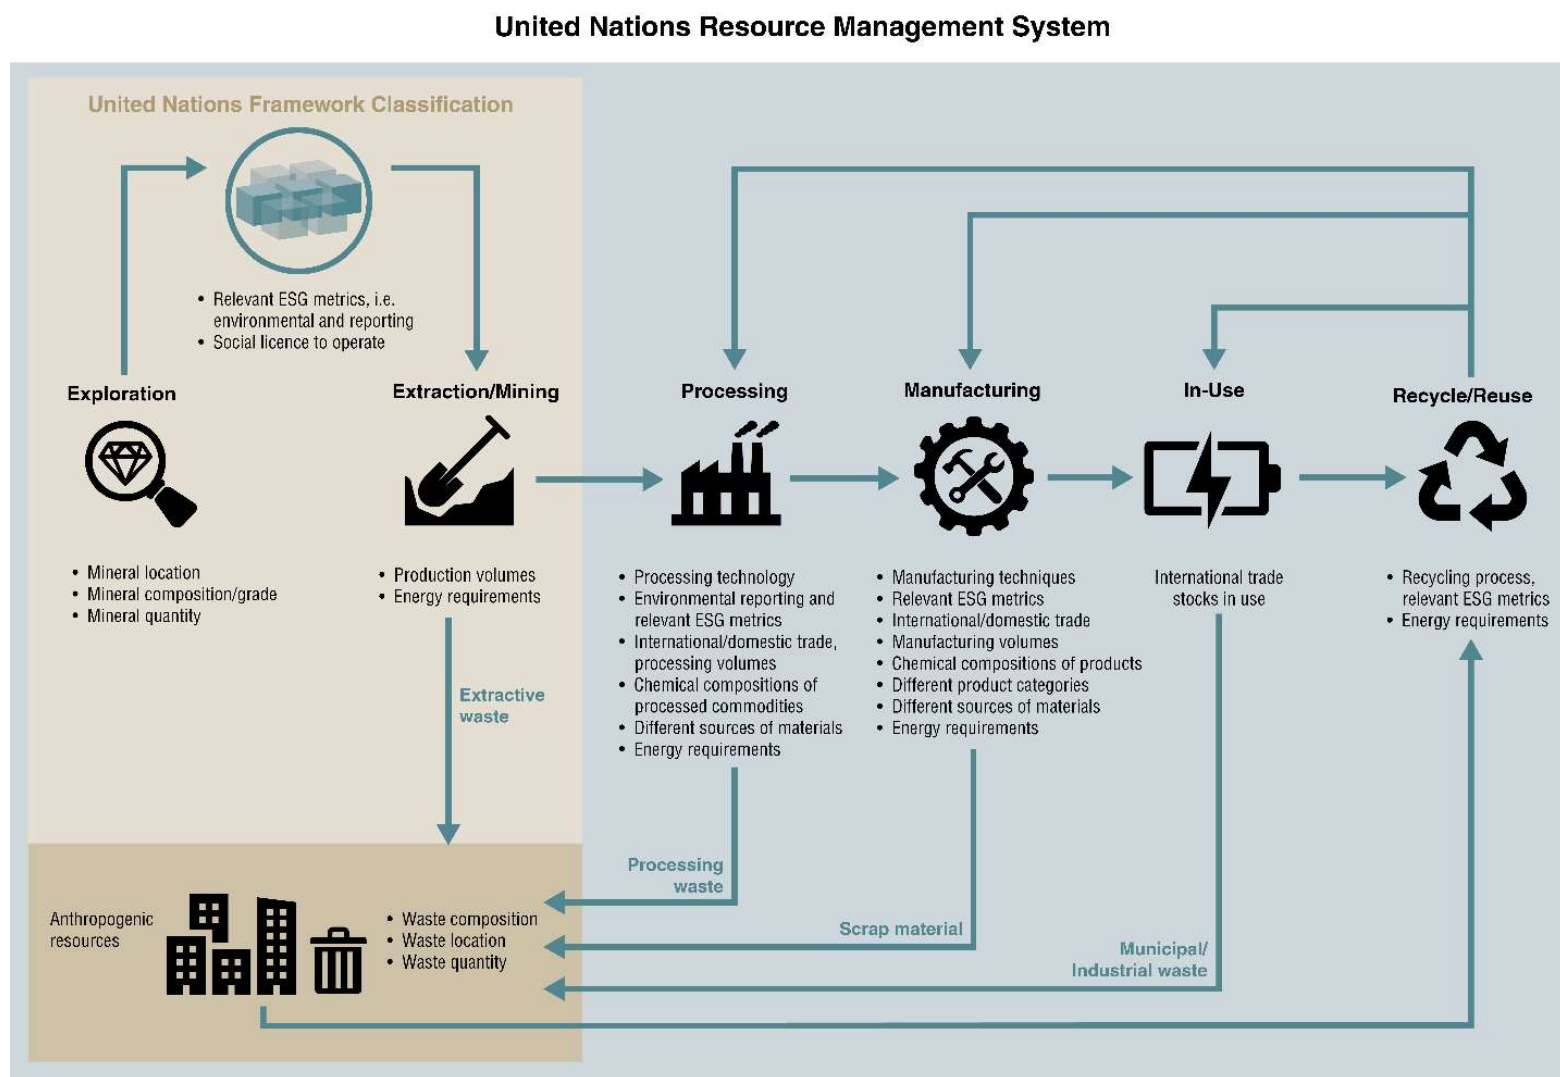 United Nations Resource Management System
United Nations Framework Classification
• Relevant ESG metrics, i.e.
environmental and reporting
• Social licence to operate
Exploration
• Mineral location
• Mineral composition/grade
• Mineral quantity
Extraction/Mining
• Production volumes
• Energy requirements
Extractive
waste
Processing
• Processing technology
• Environmental reporting and
relevant ESG metrics
• International/domestic trade,
processing volumes
• Chemical compositions of
processed commodities
• Different sources of materials
• Energy requirements
Processing
waste
Manufacturing
• Manufacturing techniques
• Relevant ESG metrics
• International/domestic trade
• Manufacturing volumes
• Chemical compositions of products
• Different product categories
• Different sources of materials
• Energy requirements
Scrap material
In-Use
International trade
stocks in use
Municipal/
Industrial waste
Recycle/Reuse
• Recycling process,
relevant ESG metrics
• Energy requirements
Anthropogenic
resources
• Waste composition
• Waste location
• Waste quantity